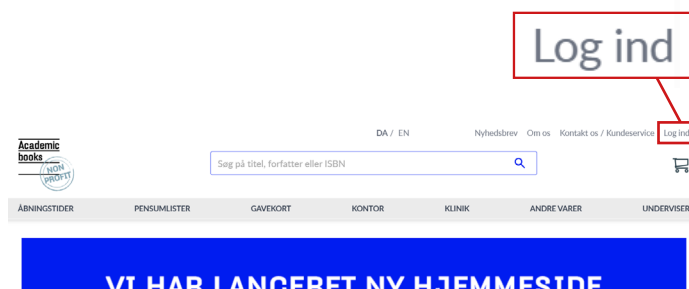 Log ind
DA / EN
Nyhedsbrev Om os Kontakt os / Kundeservice Log ind
Academic
books
NON
PROFIT
Søg på titel, forfatter eller ISBN
ÅBNINGSTIDER PENSUMLISTER GAVEKORT KONTOR KLINIK ANDRE VARER UNDERVISER
VI HAR LANCERET NY HJEMMESIDE